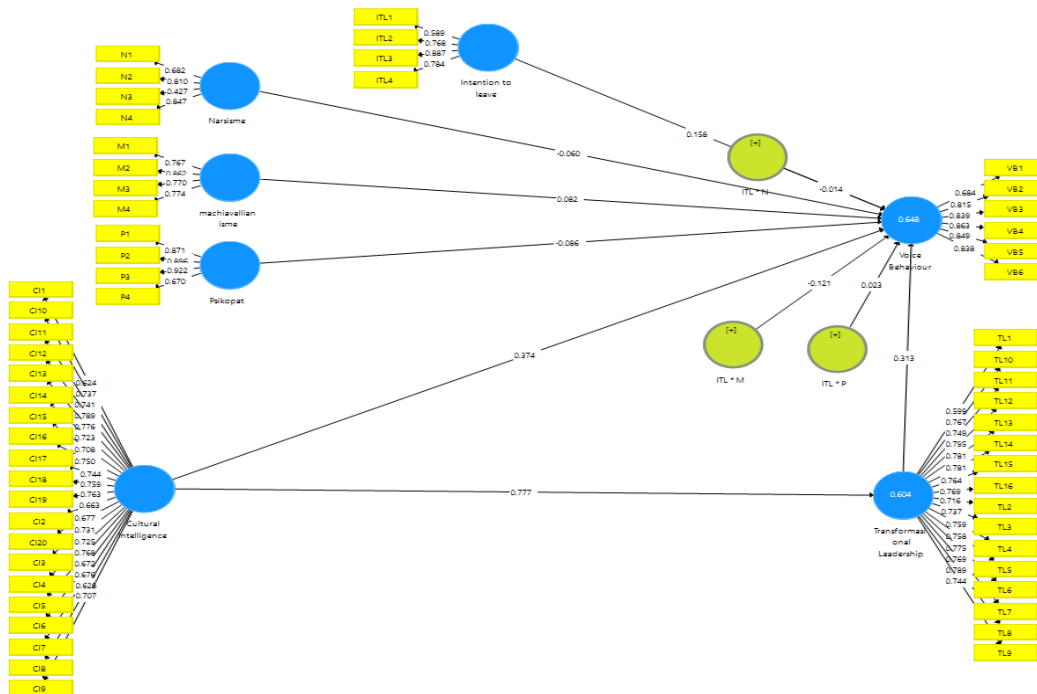 ITL1
ITL2
ITL3
ITL4
0.589
0.768
0.887
0.784
Intention to
leave
N1
N2
N3
N4
0.682
0.810
0.427
0.847
Narsisme
M1
M2
M3
M4
0.767
0.862
0.770
0.774
machiavellian
isme
P1
P2
P3
P4
0.871
0.896
0.922
0.670
Psikopat
0.158
-0.060
0.082
-0.086
[+]
ITL * N
-0.014
0.648
Voice
Behaviour
VB1
VB2
VB3
VB4
VB5
VB6
0.684
0.815
0.839
0.863
0.849
0.838
-0.121
0.023
[+]
ITL * M
[+]
ITL * P
0.374
0.313
CI1
CI10
CI11
CI12
CI13
CI14
CI15
CI16
CI17
CI18
CI19
CI2
CI20
CI3
CI4
CI5
CI6
CI7
CI8
CI9
0.624
0.737
0.741
0.789
0.776
0.723
0.708
0.750
0.744
0.759
0.763
0.663
0.677
0.731
0.725
0.768
0.672
0.676
0.628
0.707
Cultural
Intelligence
0.777
0.604
Transformasi
onal
Leadership
TL1
TL10
TL11
TL12
TL13
TL14
TL15
TL16
TL2
TL3
TL4
TL5
TL6
TL7
TL8
TL9
0.599
0.767
0.749
0.795
0.781
0.781
0.764
0.769
0.716
0.737
0.759
0.758
0.775
0.769
0.789
0.744